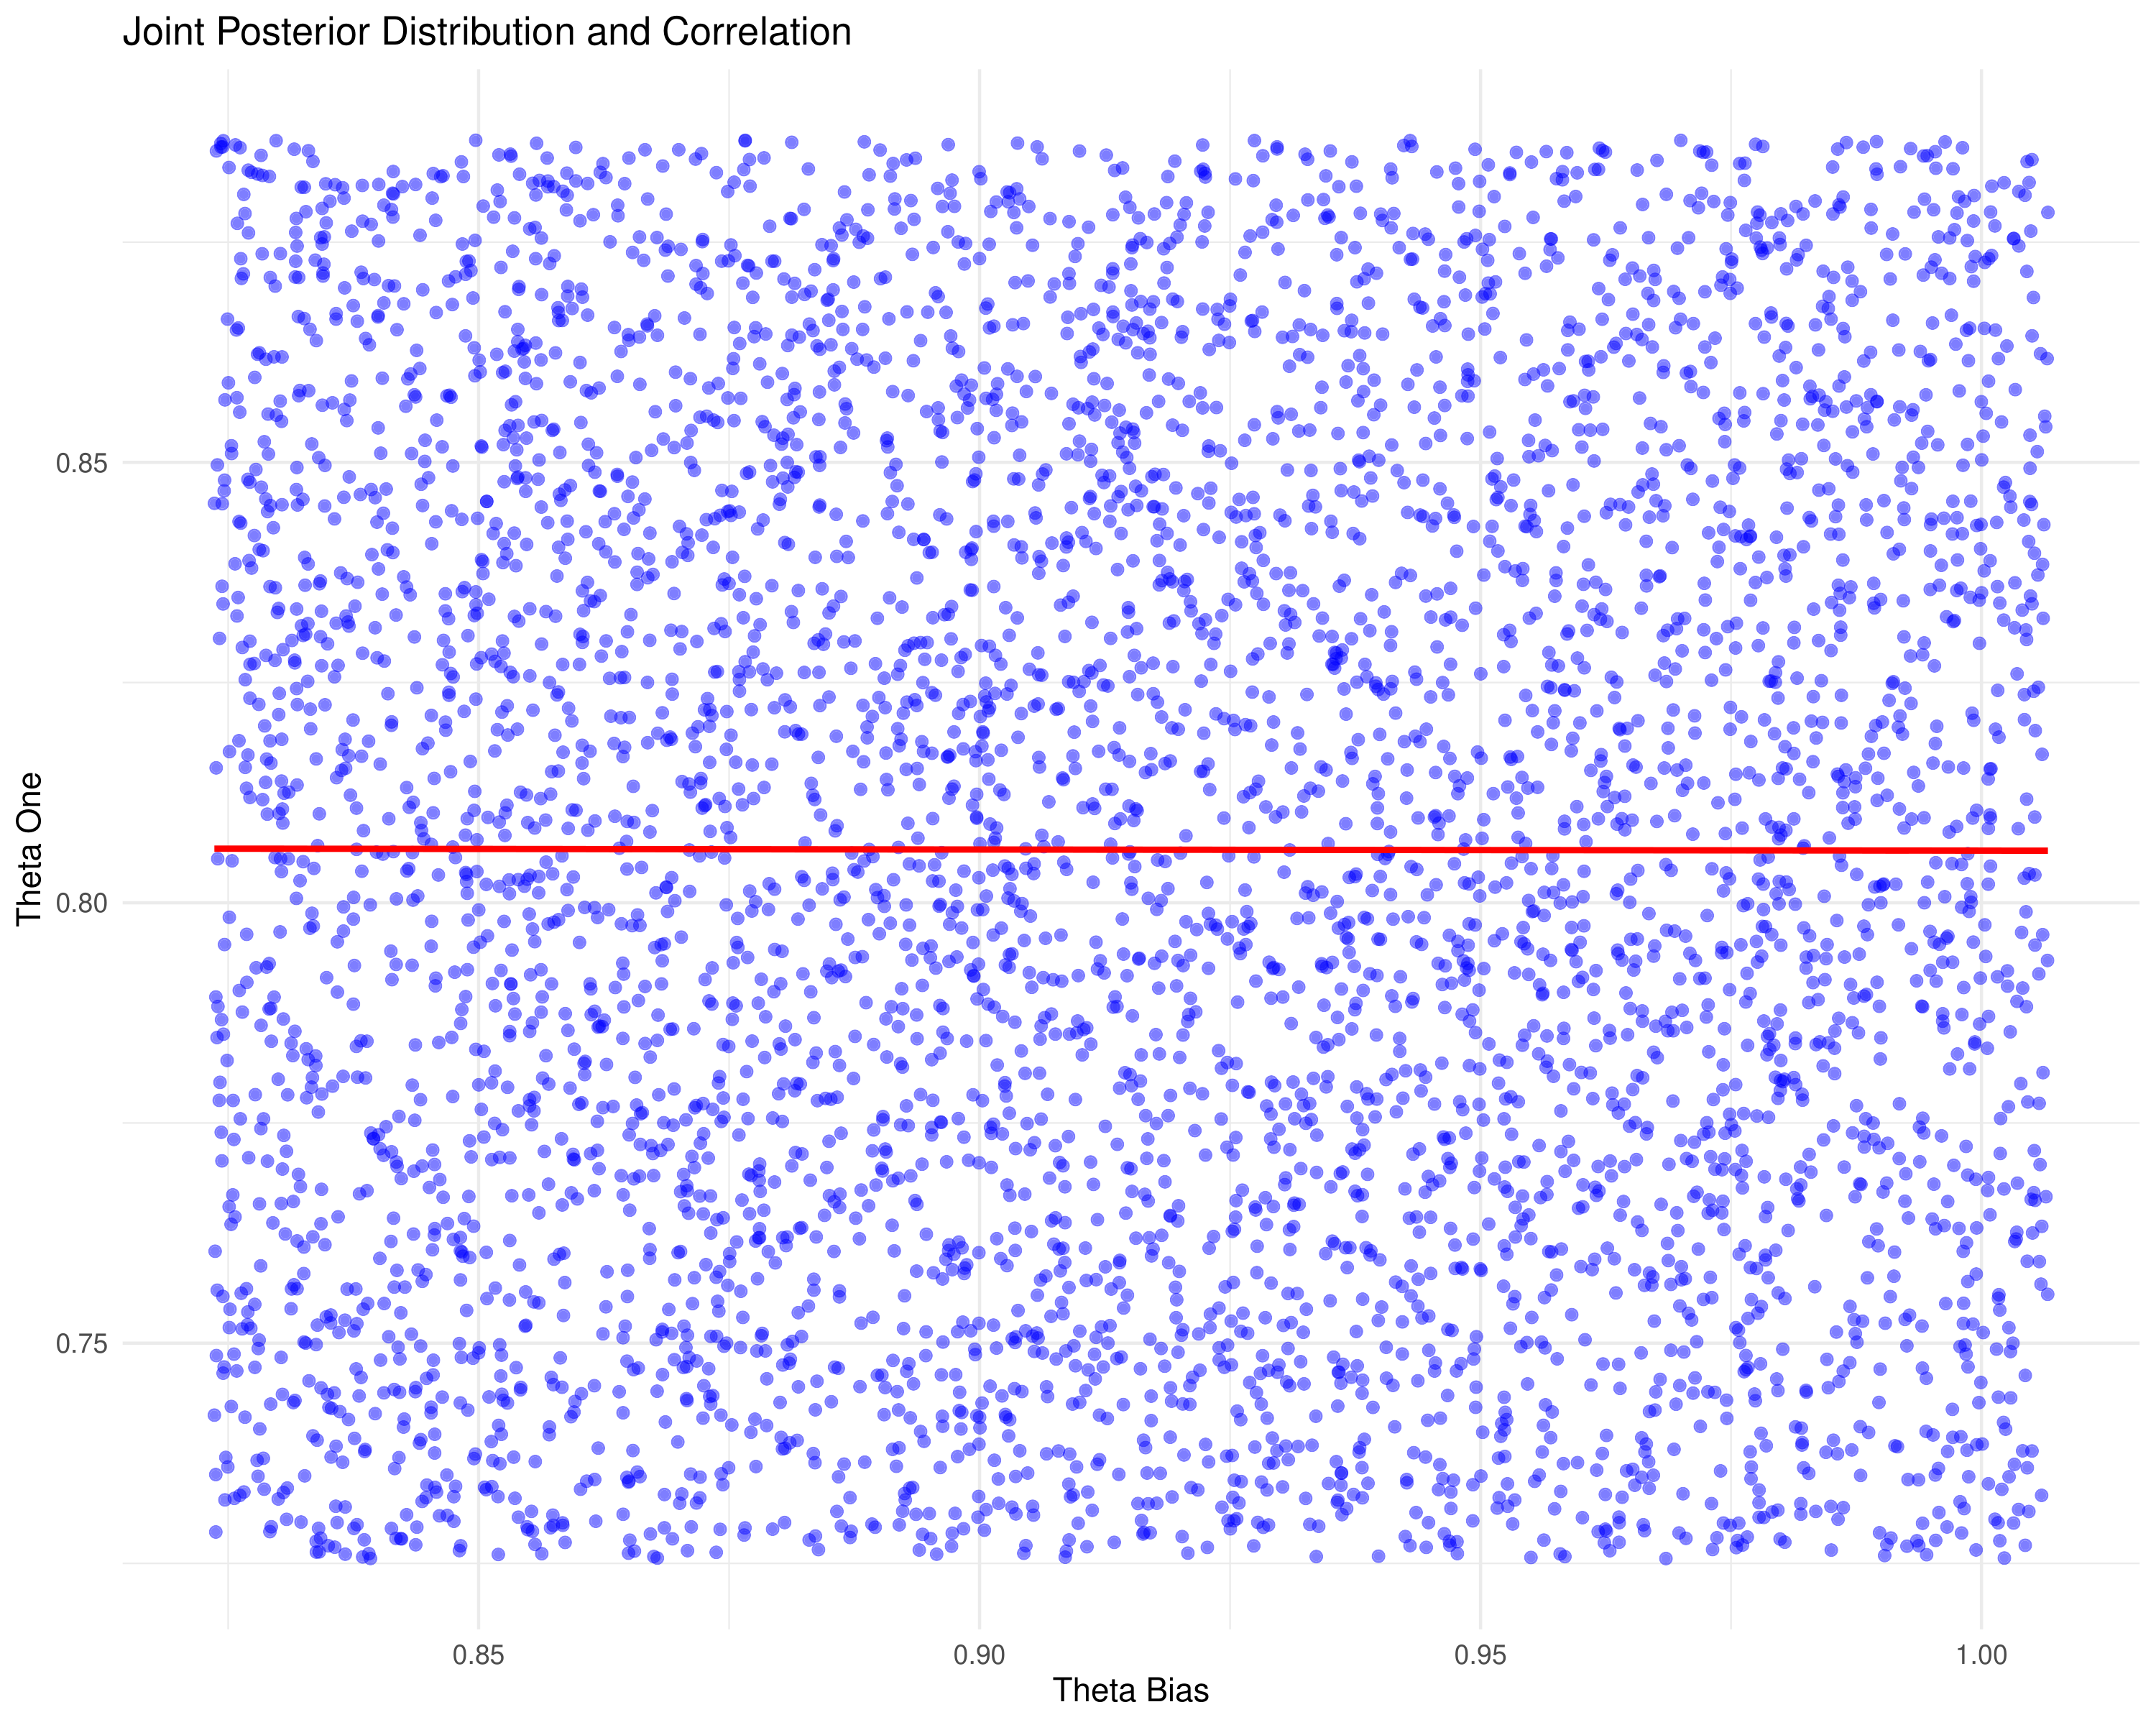 Joint Posterior Distribution and Correlation
Theta One
0.85
0.80
0.75
0.85
0.90
0.95
1.00
Theta Bias